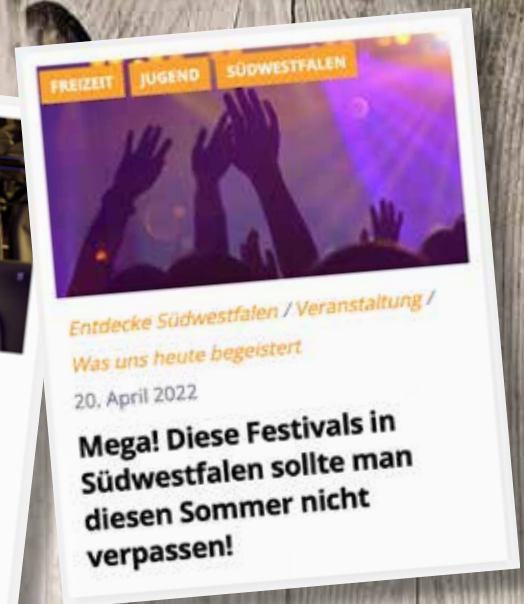 FREIZEIT JUGEND SÜDWESTFALEN
Entdecke Südwestfalen / Veranstaltung /
Was uns heute begeistert
20. April 2022
Mega! Diese Festivals in
Südwestfalen sollte man
diesen Sommer nicht
verpassen!